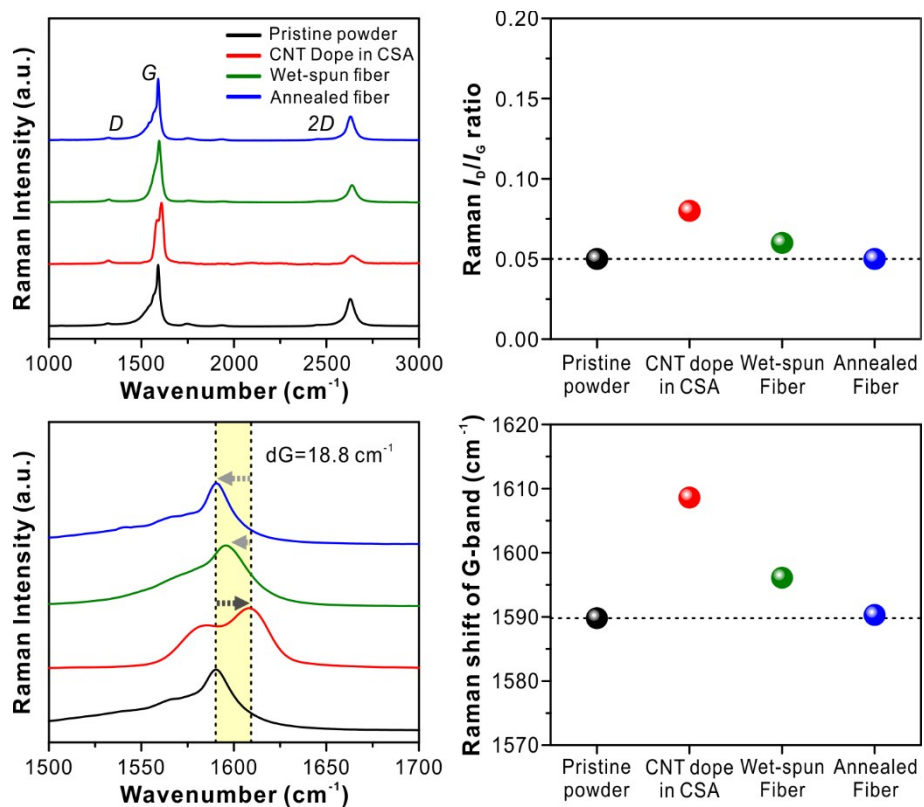 Raman Intensity (a.u.)
Pristine powder
CNT Dope in CSA
Wet-spun fiber
Annealed fiber
G
D
2D
1000 1500 2000 2500 3000
Wavenumber (cm⁻¹)
Raman I_D/I_G ratio
0.20
0.15
0.10
0.05
0.00
Pristine CNT dope Wet-spun Annealed
powder in CSA Fiber Fiber
Raman Intensity (a.u.)
dG=18.8 cm⁻¹
1500 1550 1600 1650 1700
Wavenumber (cm⁻¹)
Raman shift of G-band (cm⁻¹)
1620
1610
1600
1590
1580
1570
Pristine CNT dope Wet-spun Annealed
powder in CSA Fiber Fiber